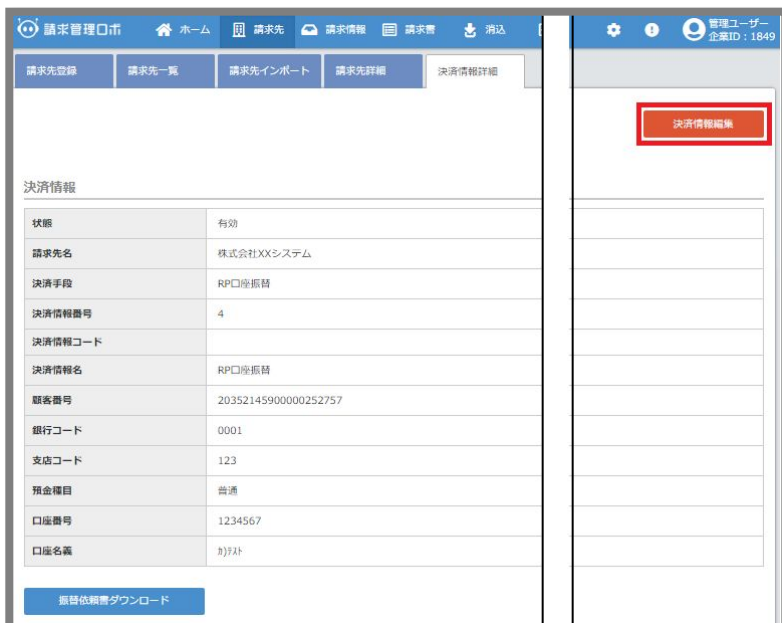 請求管理ロボ ホーム 請求先 請求情報 請求書 消込 管理ユーザー
企業ID：1849
請求先登録 請求先一覧 請求先インポート 請求先詳細 決済情報詳細
決済情報編集
決済情報
状態 有効
請求先名 株式会社XXシステム
決済手段 RP口座振替
決済情報番号 4
決済情報コード
決済情報名 RP口座振替
顧客番号 20352145900000252757
銀行コード 0001
支店コード 123
預金種目 普通
口座番号 1234567
口座名義 ｶ)ﾃｽﾄ
振替依頼書ダウンロード